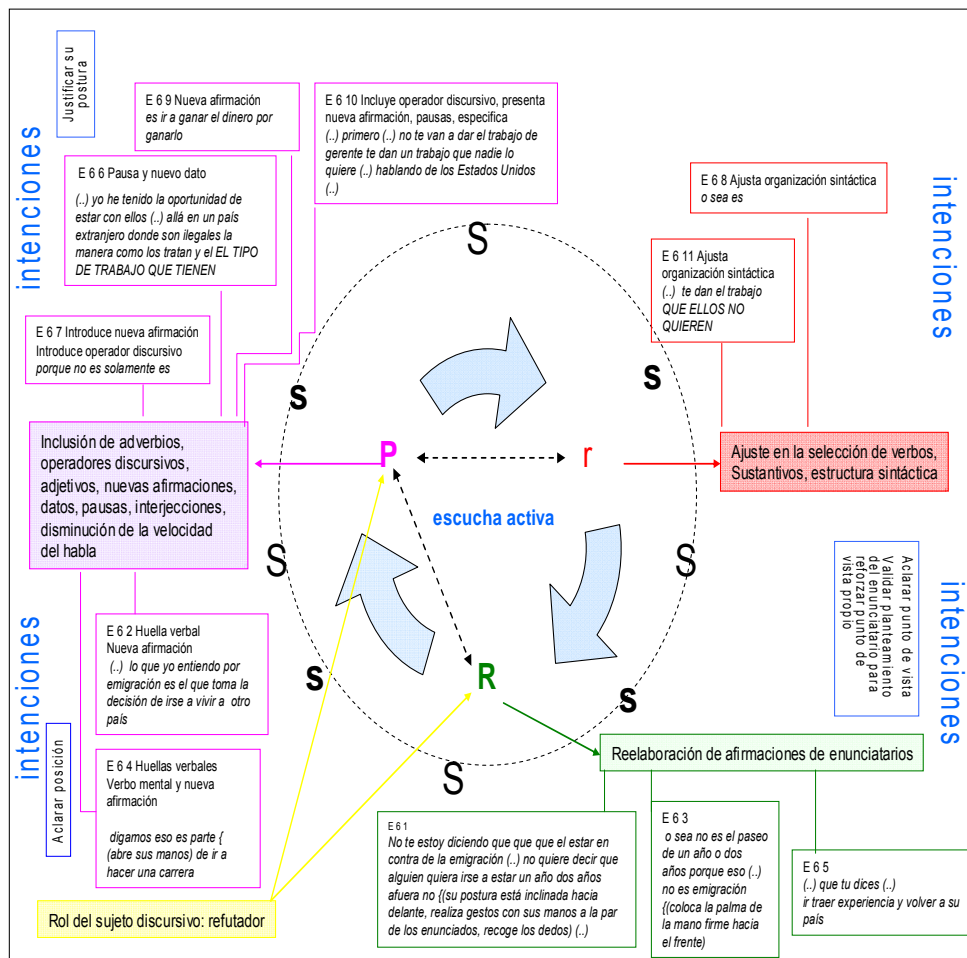 Justificar su
postura
intenciones
E 6 9 Nueva afirmación
es ir a ganar el dinero por
ganarlo
E 6 10 Incluye operador discursivo, presenta
nueva afirmación, pausas, especifica
(..) primero (..) no te van a dar el trabajo de
gerente te dan un trabajo que nadie lo
quiere (..) hablando de los Estados Unidos
(..)
E 6 6 Pausa y nuevo dato
(..) yo he tenido la oportunidad de
estar con ellos (..) allá en un país
extranjero donde son ilegales la
manera como los tratan y el EL TIPO
DE TRABAJO QUE TIENEN
E 6 8 Ajusta organización sintáctica
o sea es
intenciones
E 6 11 Ajusta
organización sintáctica
(..) te dan el trabajo
QUE ELLOS NO
QUIEREN
E 6 7 Introduce nueva afirmación
Introduce operador discursivo
porque no es solamente es
S
s
s
Inclusión de adverbios,
operadores discursivos,
adjetivos, nuevas afirmaciones,
datos, pausas, interjecciones,
disminución de la velocidad
del habla
P
r
Ajuste en la selección de verbos,
Sustantivos, estructura sintáctica
escucha activa
S
S
Aclarar punto de vista
Validar planteamiento
del enunciatario para
reforzar punto de
vista propio
intenciones
intenciones
E 6 2 Huella verbal
Nueva afirmación
(..) lo que yo entiendo por
emigración es el que toma la
decisión de irse a vivir a otro
país
s
R
s
Aclarar posición
E 6 4 Huellas verbales
Verbo mental y nueva
afirmación
digamos eso es parte {
(abre sus manos) de ir a
hacer una carrera
S
Reelaboración de afirmaciones de enunciatarios
E 6 1
No te estoy diciendo que que que el estar en
contra de la emigración (..) no quiere decir que
alguien quiera irse a estar un año dos años
afuera no {(su postura está inclinada hacia
delante, realiza gestos con sus manos a la par
de los enunciados, recoge los dedos) (..)
E 6 3
o sea no es el paseo
de un año o dos
años porque eso (..)
no es emigración
{(coloca la palma de
la mano firme hacia
el frente)
E 6 5
(..) que tu dices (..)
ir traer experiencia y volver a su
país
Rol del sujeto discursivo: refutador